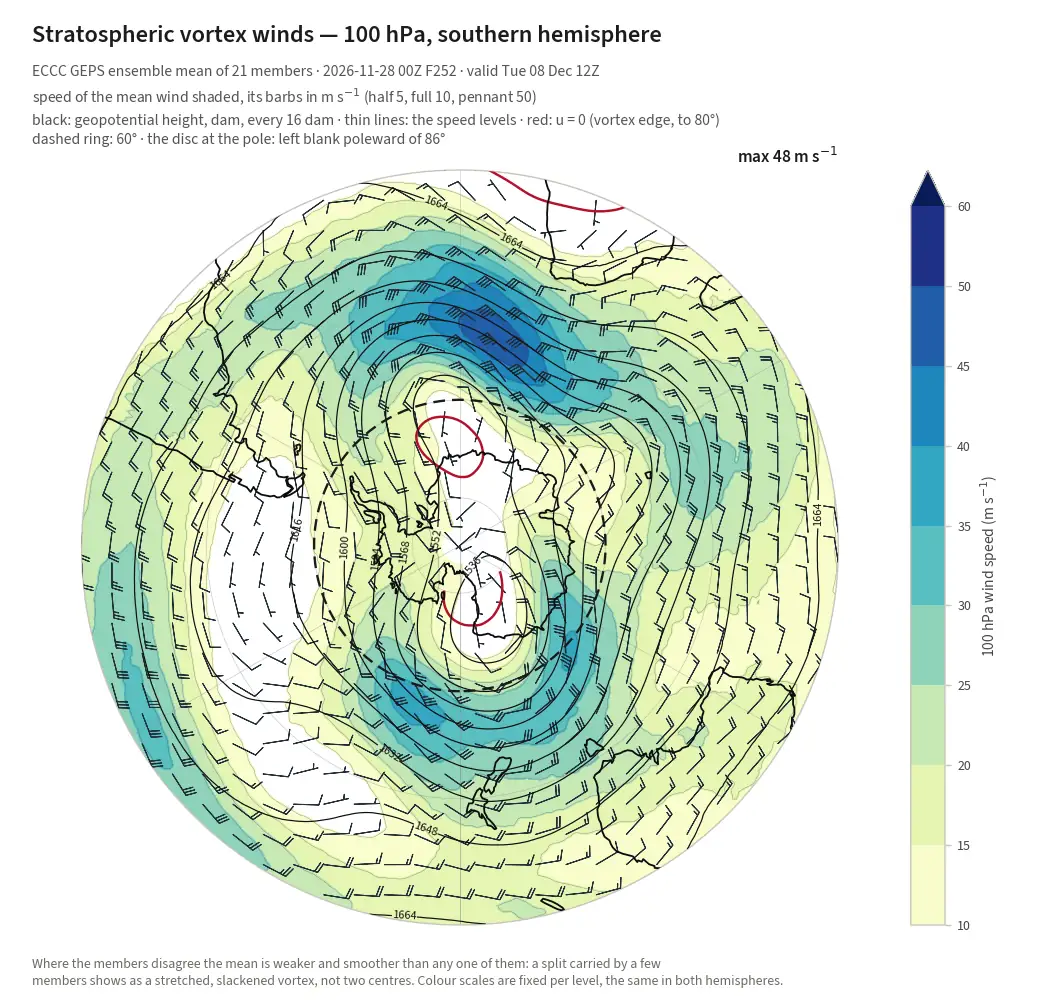 Stratospheric vortex winds — 100 hPa, southern hemisphere
ECCC GEPS ensemble mean of 21 members · 2026-11-28 00Z F252 · valid Tue 08 Dec 12Z
speed of the mean wind shaded, its barbs in m s⁻¹ (half 5, full 10, pennant 50)
black: geopotential height, dam, every 16 dam · thin lines: the speed levels · red: u = 0 (vortex edge, to 80°)
dashed ring: 60° · the disc at the pole: left blank poleward of 86°
max 48 m s⁻¹
1664
1664
1664
1664
1616
1600
1568
1552
1536
1632
1648
1664
60
50
45
40
35
30
25
20
15
10
100 hPa wind speed (m s⁻¹)
Where the members disagree the mean is weaker and smoother than any one of them: a split carried by a few
members shows as a stretched, slackened vortex, not two centres. Colour scales are fixed per level, the same in both hemispheres.